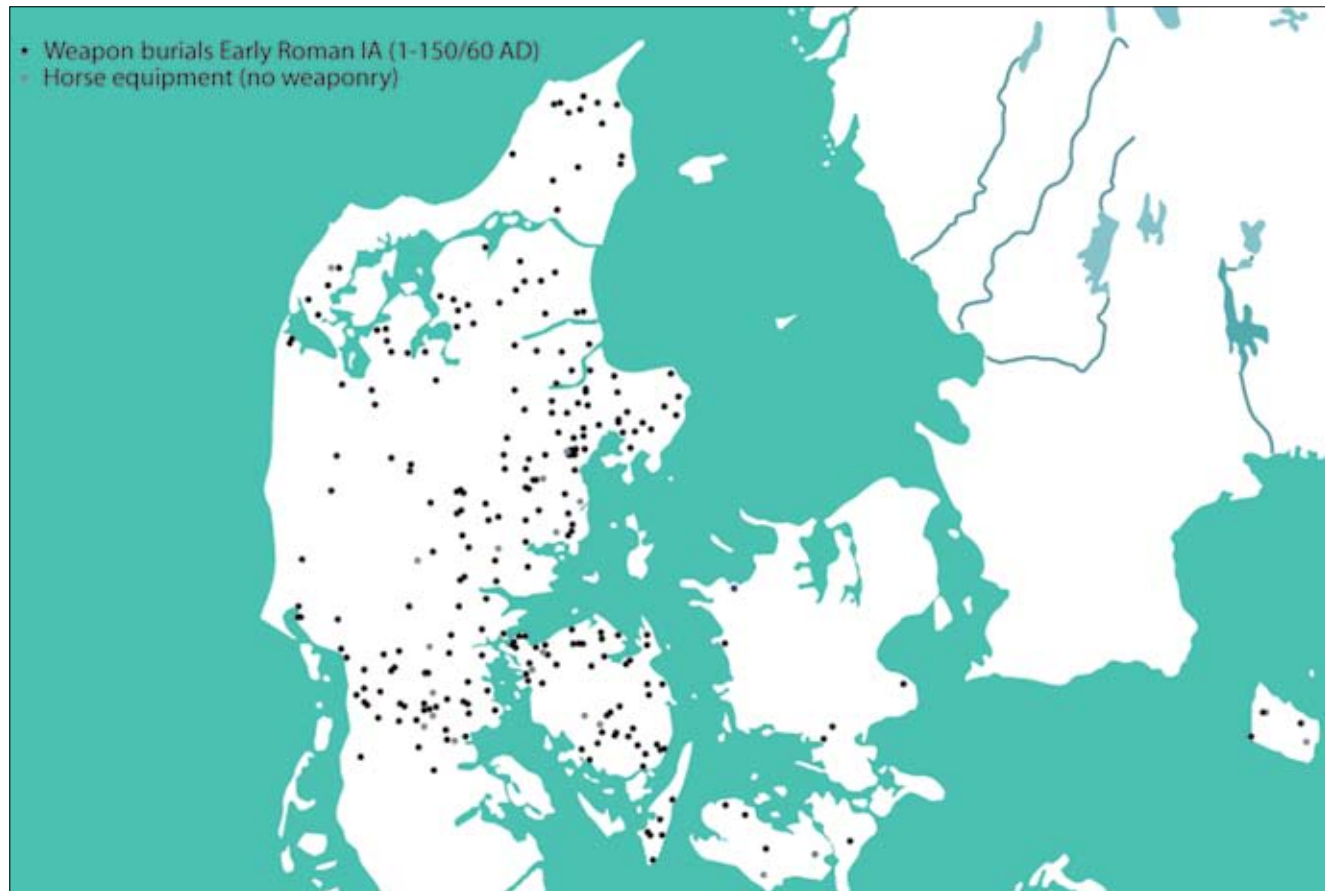 Weapon burials Early Roman IA (1-150/60 AD)
Horse equipment (no weaponry)